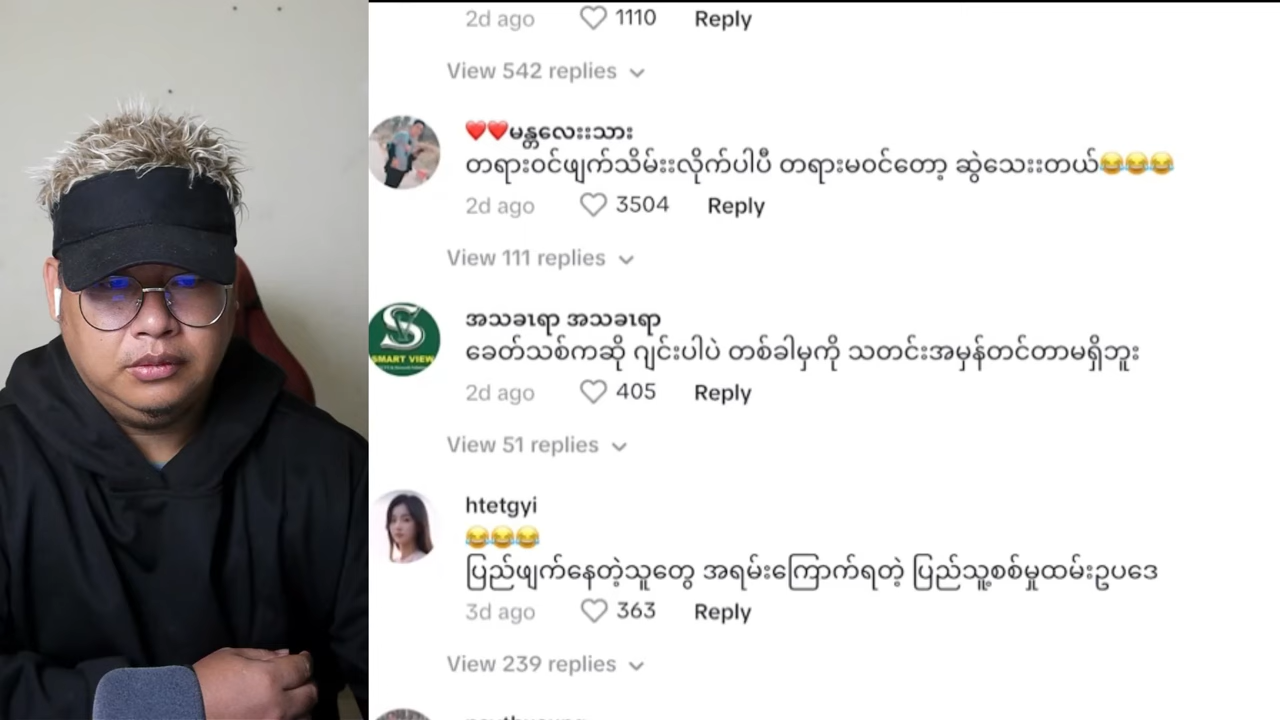 2d ago 1110 Reply
View 542 replies
❤️❤️မန္တလေးးသား
တရားဝင်ဖျက်သိမ်းးလိုက်ပါပီ တရားမဝင်တော့ ဆွဲသေးးတယ်😂😂😂
2d ago 3504 Reply
View 111 replies
SMART VIEW
အသခၤရာ အသခၤရာ
ခေတ်သစ်ကဆို ဂျင်းပါပဲ တစ်ခါမှကို သတင်းအမှန်တင်တာမရှိဘူး
2d ago 405 Reply
View 51 replies
htetgyi
😂😂😂
ပြည်ဖျက်နေတဲ့သူတွေ အရမ်းကြောက်ရတဲ့ ပြည်သူ့စစ်မှုထမ်းဥပဒေ
3d ago 363 Reply
View 239 replies